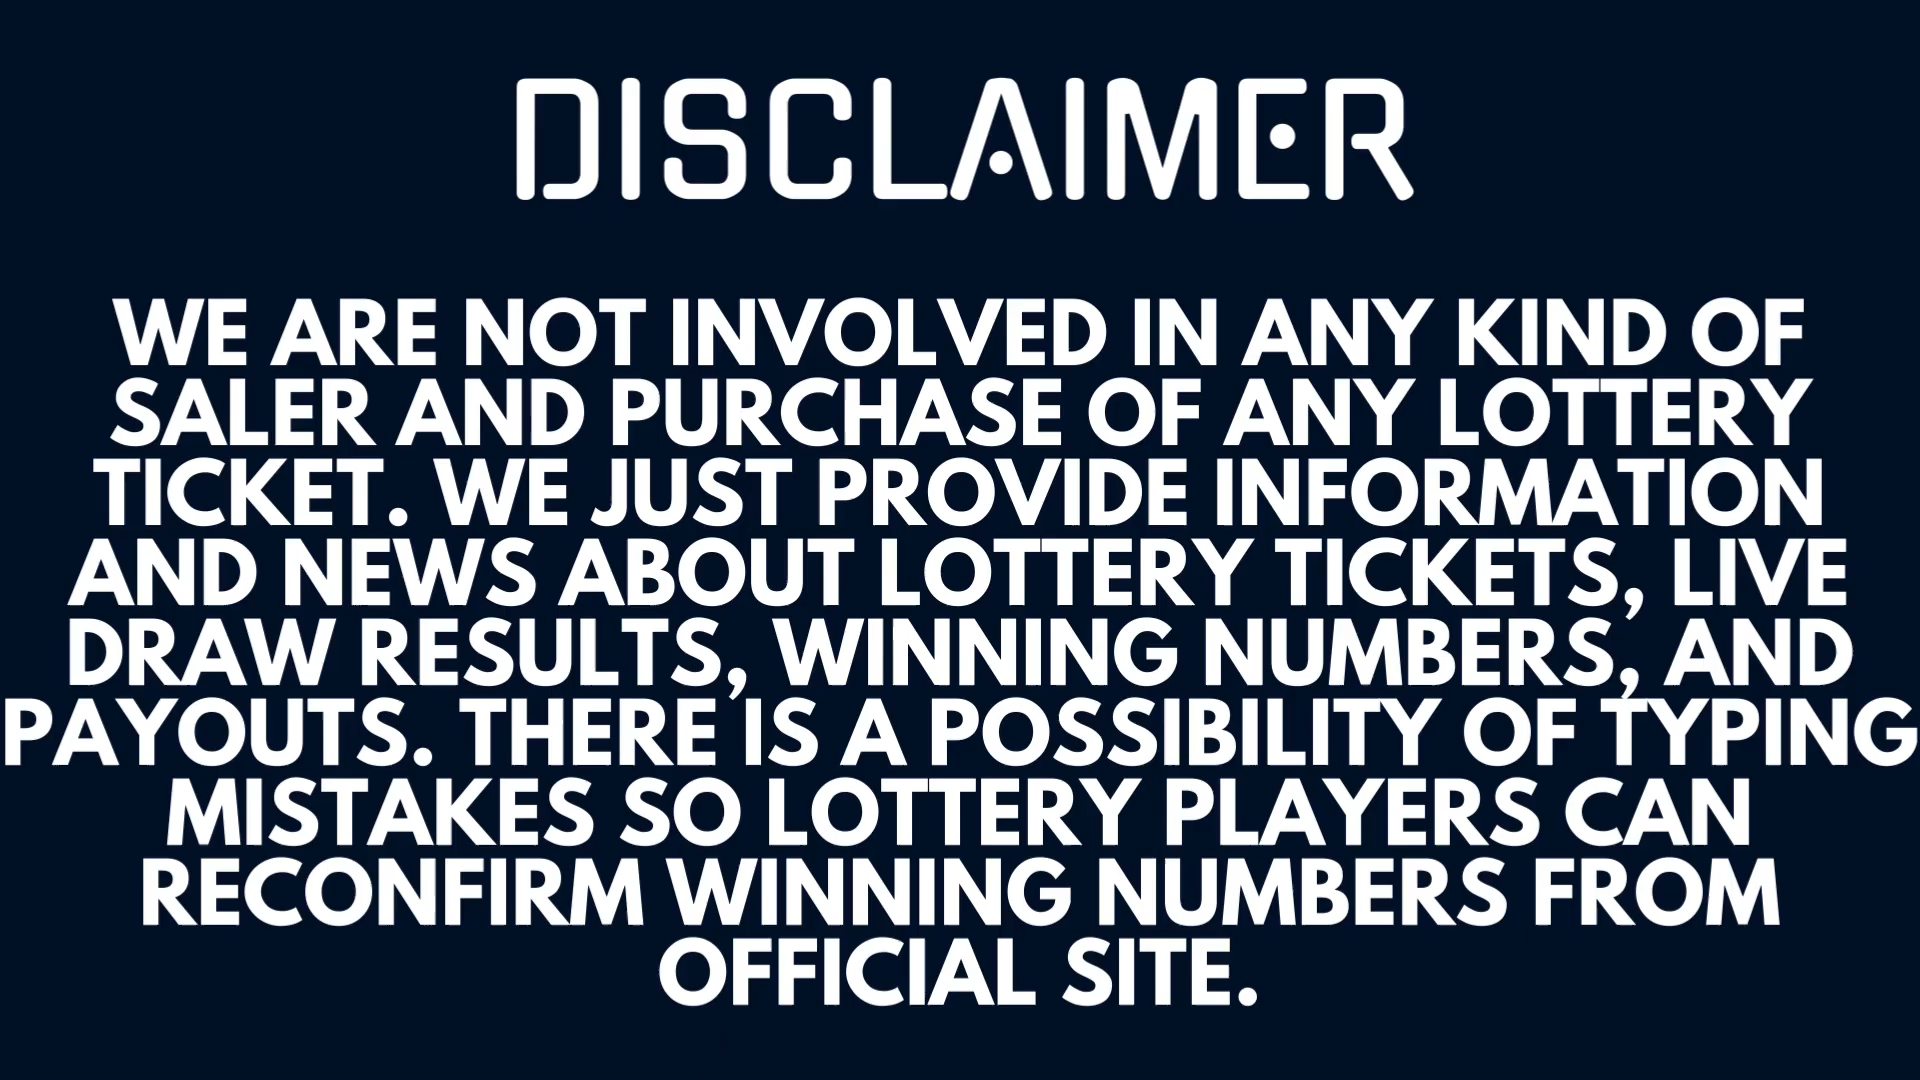 DISCLAIMER
WE ARE NOT INVOLVED IN ANY KIND OF
SALER AND PURCHASE OF ANY LOTTERY
TICKET. WE JUST PROVIDE INFORMATION
AND NEWS ABOUT LOTTERY TICKETS, LIVE
DRAW RESULTS, WINNING NUMBERS, AND
PAYOUTS. THERE IS A POSSIBILITY OF TYPING
MISTAKES SO LOTTERY PLAYERS CAN
RECONFIRM WINNING NUMBERS FROM
OFFICIAL SITE.